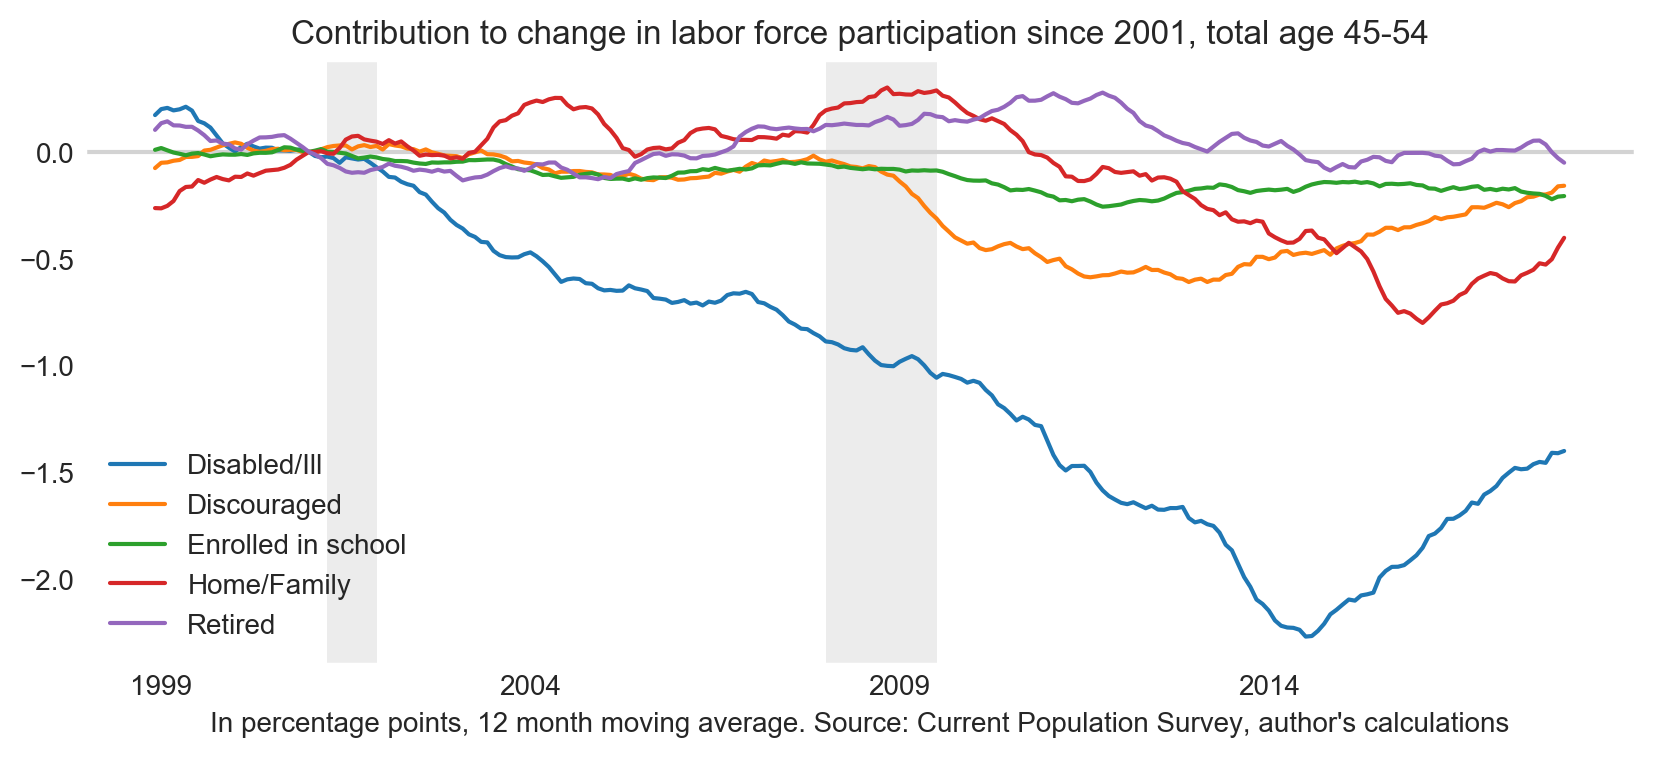 Contribution to change in labor force participation since 2001, total age 45-54
0.0
−0.5
−1.0
−1.5
−2.0
Disabled/Ill
Discouraged
Enrolled in school
Home/Family
Retired
1999 2004 2009 2014
In percentage points, 12 month moving average. Source: Current Population Survey, author's calculations